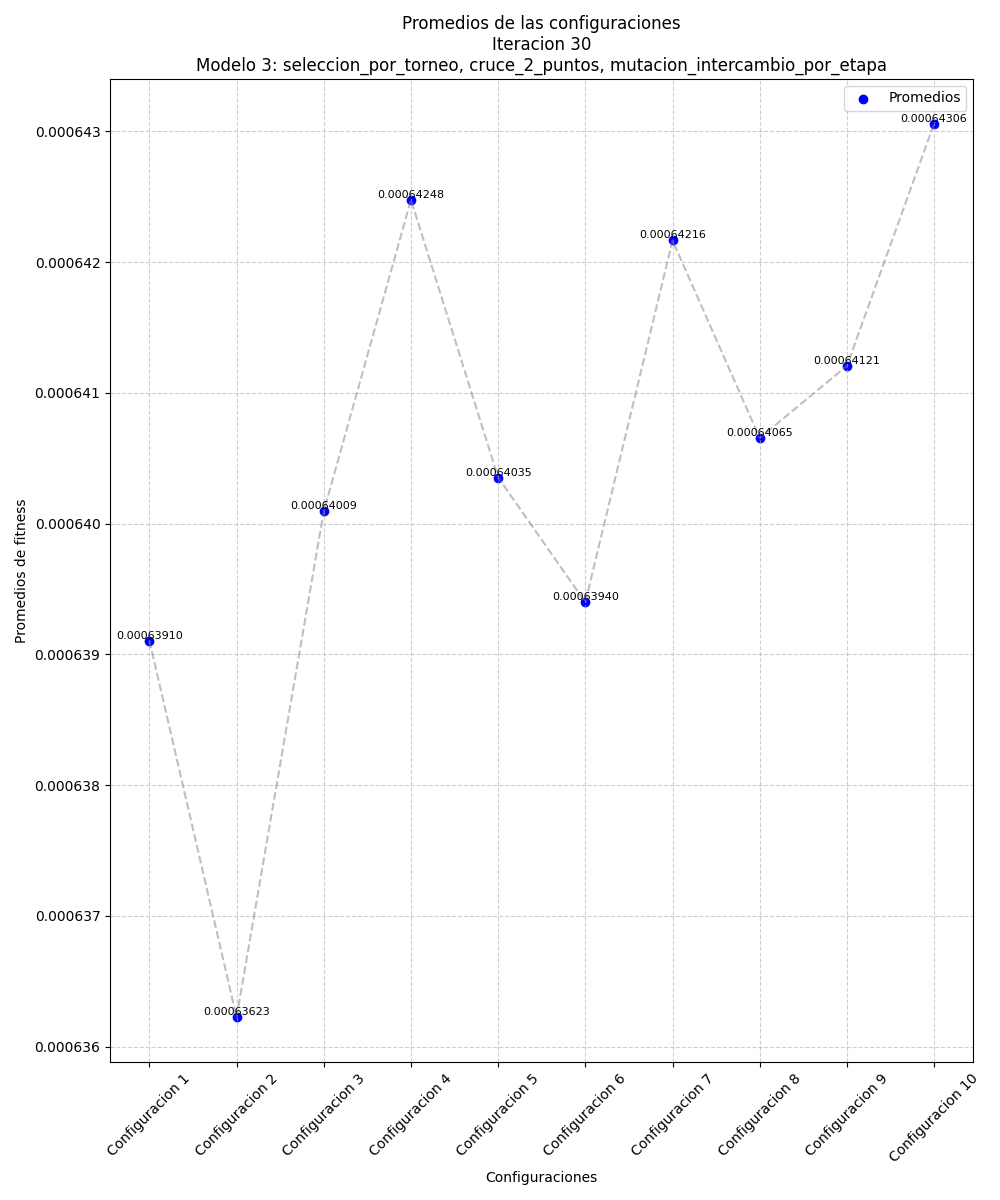 Promedios de las configuraciones
Iteracion 30
Modelo 3: seleccion_por_torneo, cruce_2_puntos, mutacion_intercambio_por_etapa
Promedios
0.000643
0.000642
0.000641
0.000640
0.000639
0.000638
0.000637
0.000636
Promedios de fitness
0.00063910
0.00063623
0.00064009
0.00064248
0.00064035
0.00063940
0.00064216
0.00064065
0.00064121
0.00064306
Configuracion 1
Configuracion 2
Configuracion 3
Configuracion 4
Configuracion 5
Configuracion 6
Configuracion 7
Configuracion 8
Configuracion 9
Configuracion 10
Configuraciones